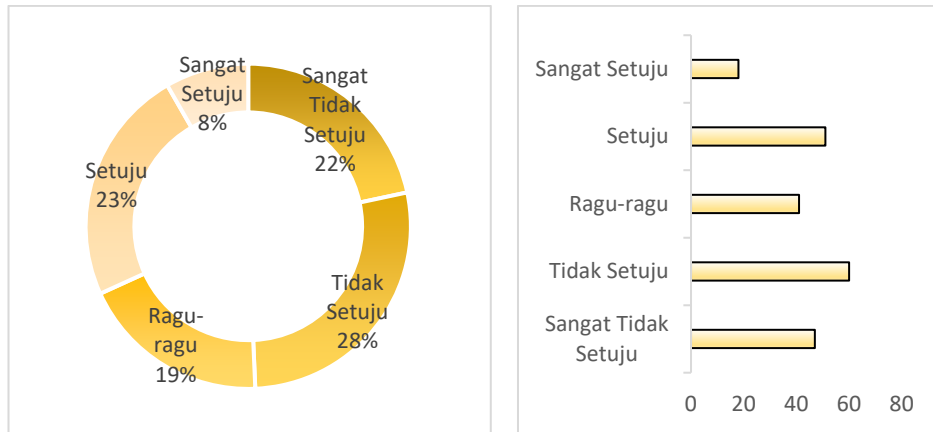 Sangat
Setuju
8%
Sangat
Tidak
Setuju
22%
Setuju
23%
Tidak
Setuju
28%
Ragu-
ragu
19%
Sangat Setuju
Setuju
Ragu-ragu
Tidak Setuju
Sangat Tidak
Setuju
0 20 40 60 80